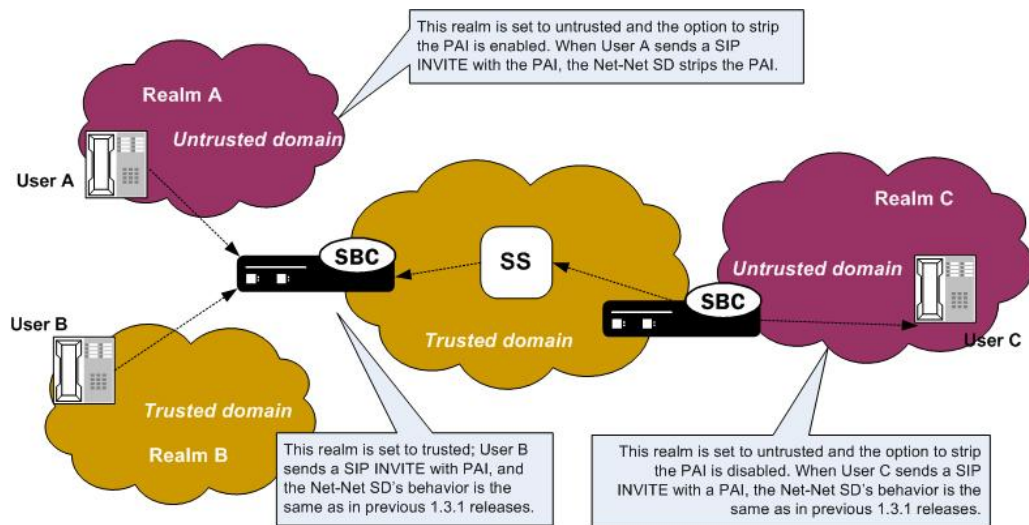 This realm is set to untrusted and the option to strip
the PAI is enabled. When User A sends a SIP
INVITE with the PAI, the Net-Net SD strips the PAI.
Realm A
Untrusted domain
User A
Realm C
Untrusted domain
User C
SBC
SS
SBC
Trusted domain
User B
Trusted domain
Realm B
This realm is set to trusted; User B
sends a SIP INVITE with PAI, and
the Net-Net SD's behavior is the
same as in previous 1.3.1 releases.
This realm is set to untrusted and the option to strip
the PAI is disabled. When User C sends a SIP
INVITE with a PAI, the Net-Net SD's behavior is the
same as in previous 1.3.1 releases.